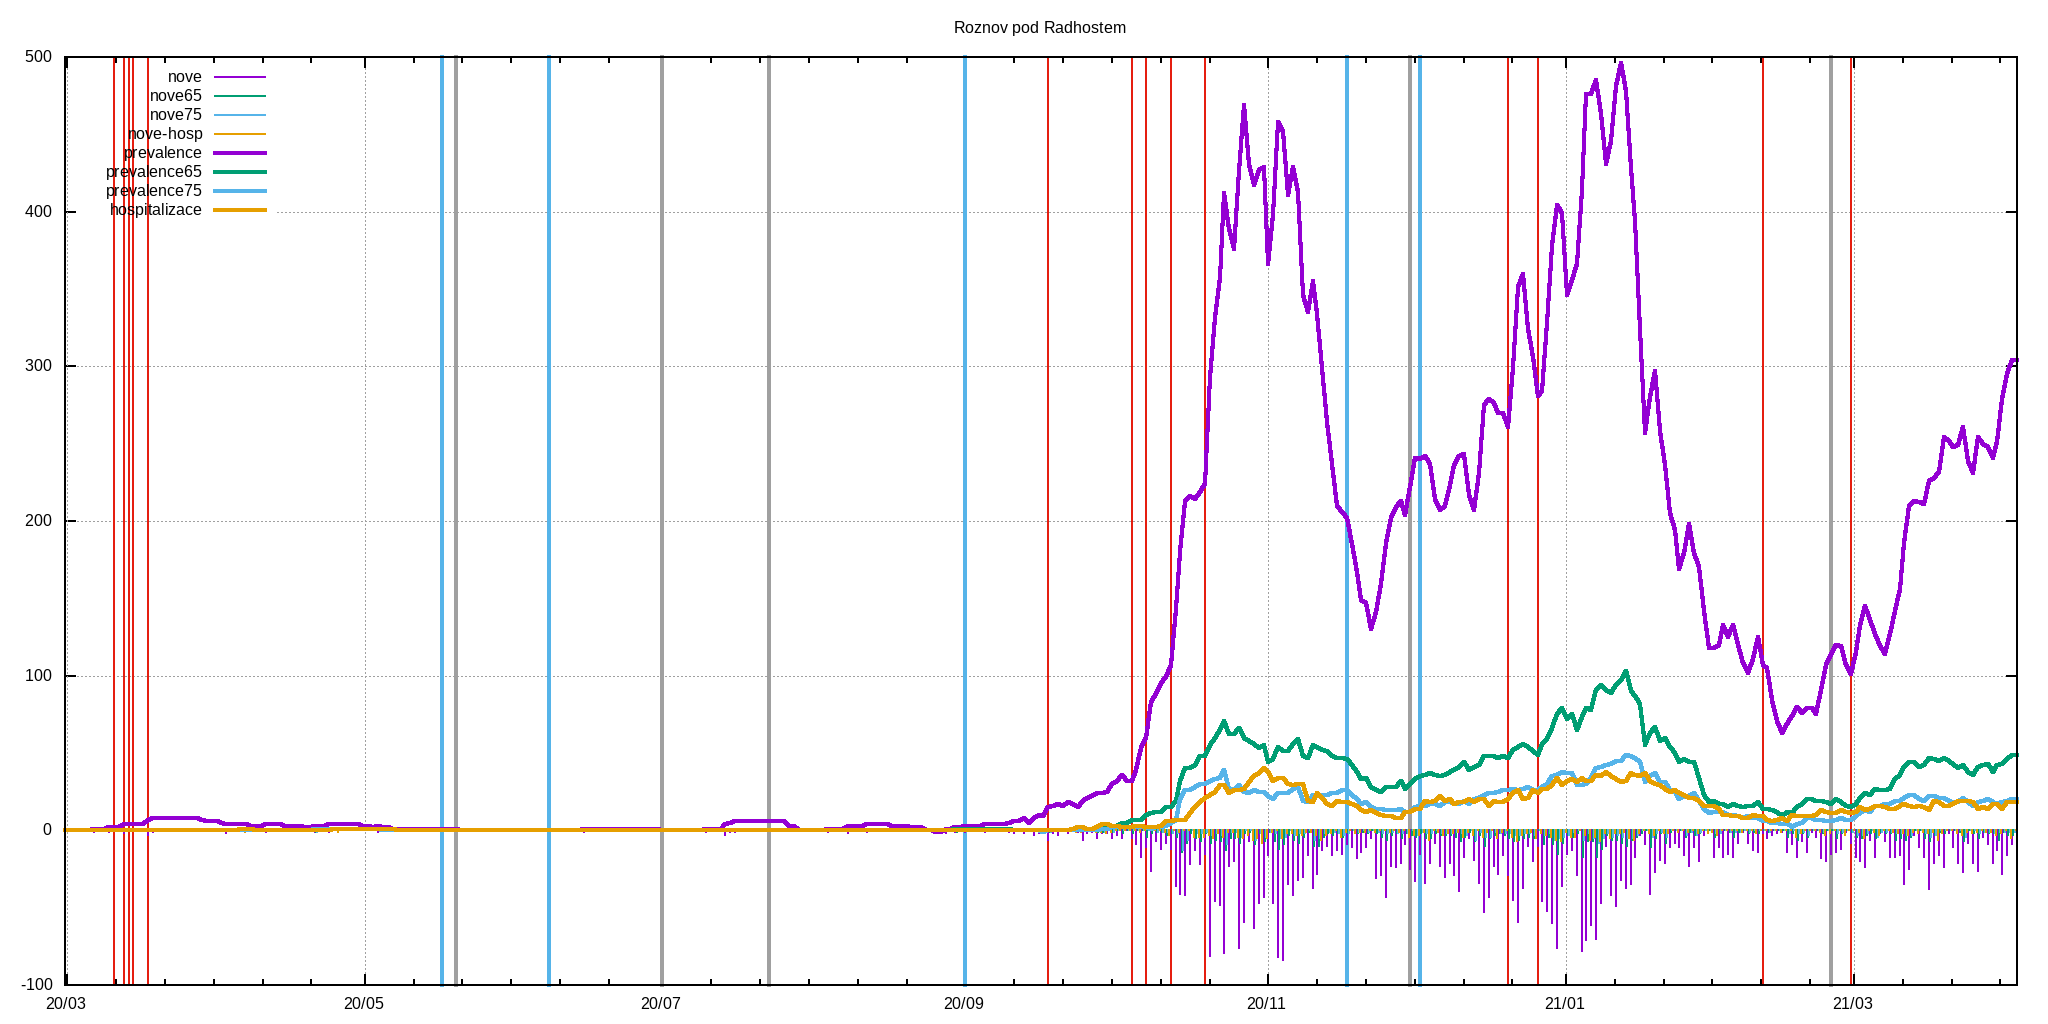 Roznov pod Radhostem
500
400
300
200
100
0
-100
nove
nove65
nove75
nove-hosp
prevalence
prevalence65
prevalence75
hospitalizace
20/03
20/05
20/07
20/09
20/11
21/01
21/03